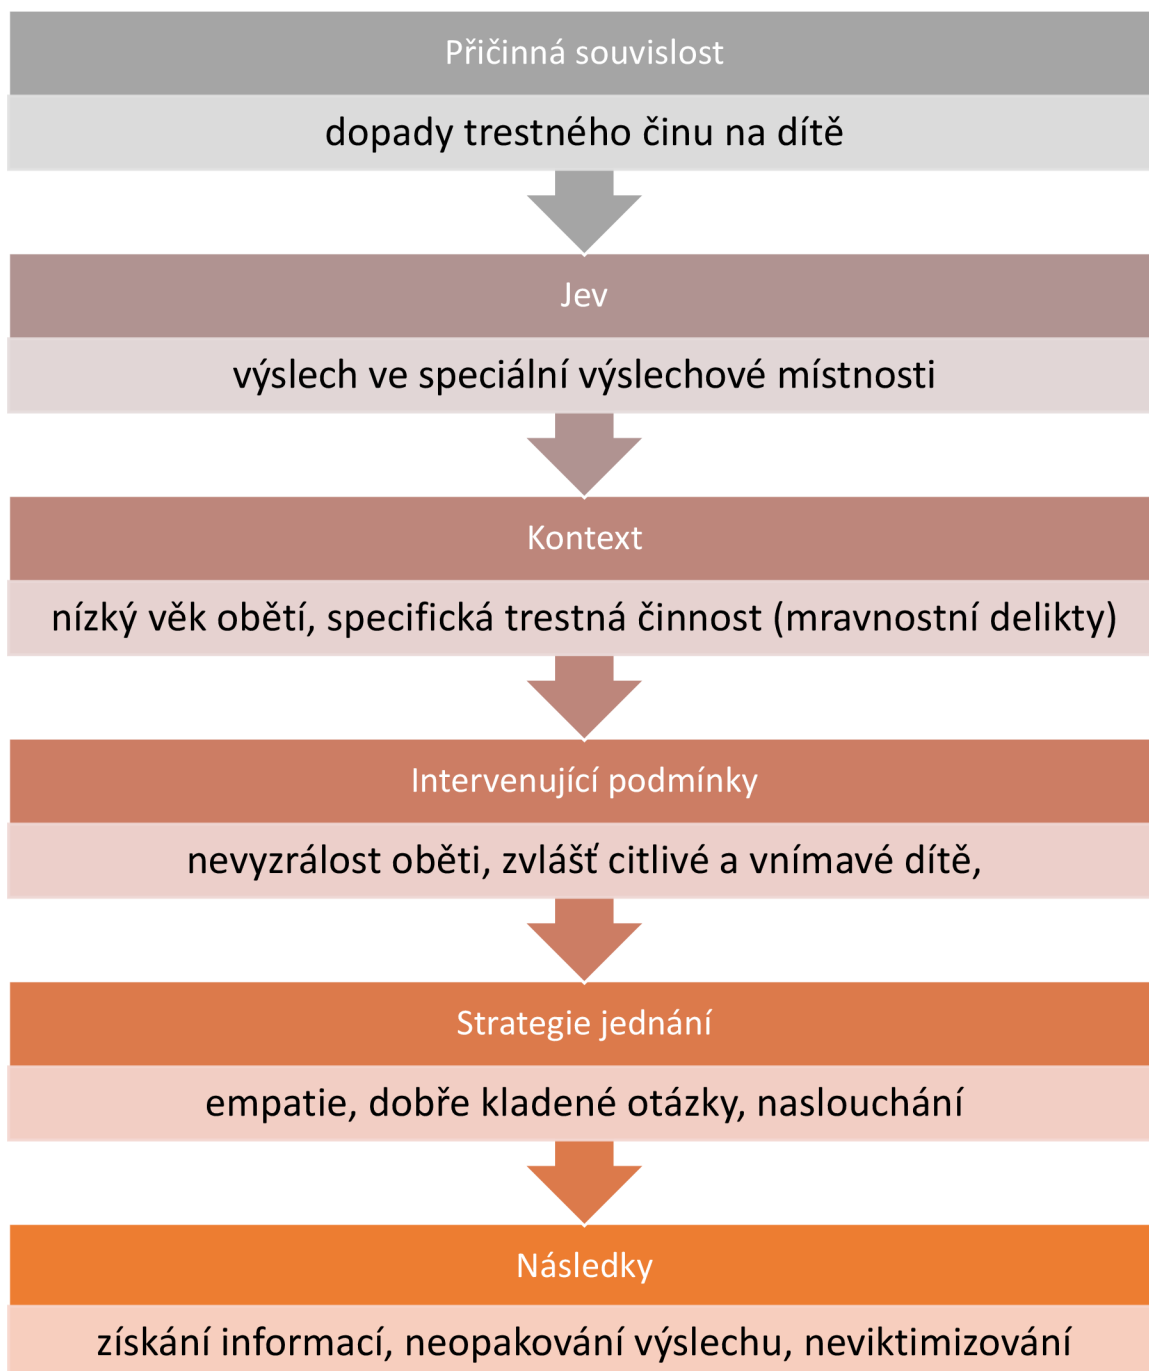 Přičinná souvislost
dopady trestného činu na dítě
Jev
výslech ve speciální výslechové místnosti
Kontext
nízký věk obětí, specifická trestná činnost (mravnostní delikty)
Intervenující podmínky
nevyzrálost oběti, zvlášť citlivé a vnímavé dítě,
Strategie jednání
empatie, dobře kladené otázky, naslouchání
Následky
získání informací, neopakování výslechu, neviktimizování